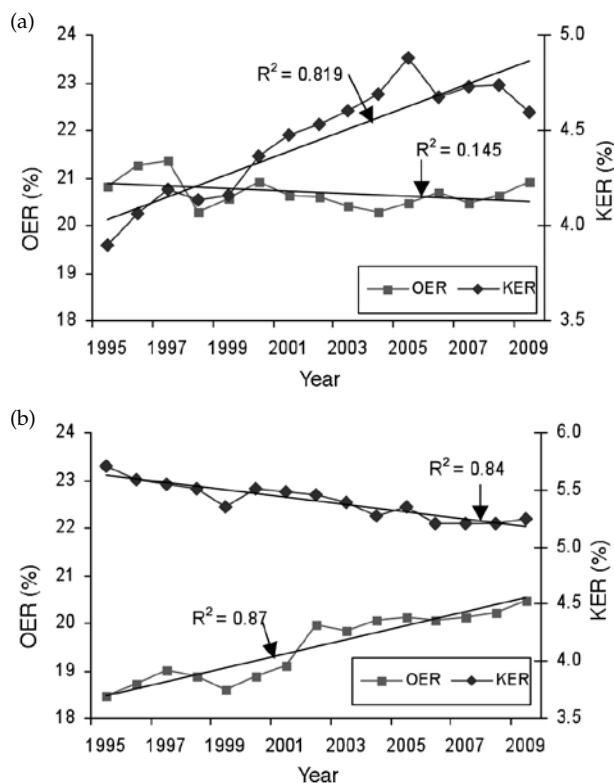 (a)
24
23
22
21
20
19
18
OER (%)
5.0
4.5
4.0
3.5
KER (%)
R² = 0.819
R² = 0.145
OER KER
1995 1997 1999 2001 2003 2005 2007 2009
Year
(b)
24
23
22
21
20
19
18
OER (%)
6.0
5.5
5.0
4.5
4.0
3.5
KER (%)
R² = 0.84
R² = 0.87
OER KER
1995 1997 1999 2001 2003 2005 2007 2009
Year